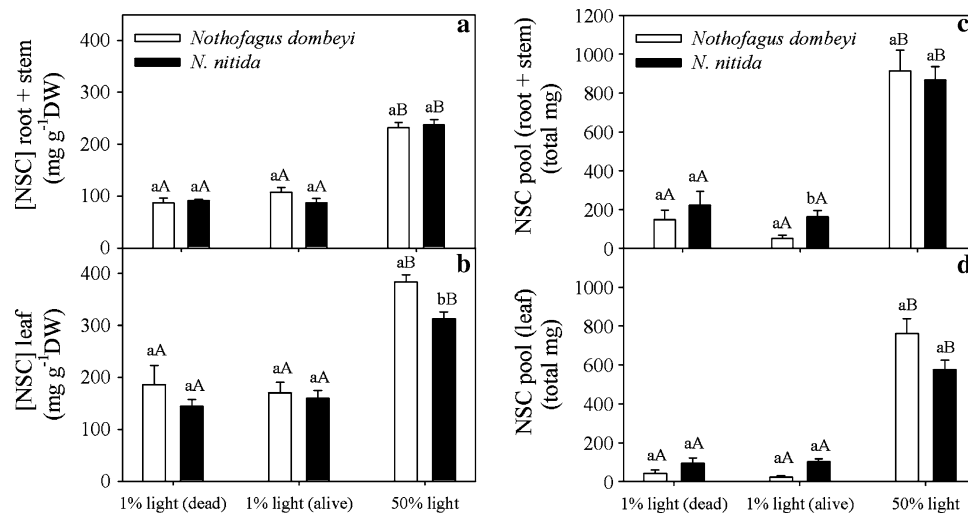 a
Nothofagus dombeyi
N. nitida
[NSC] root + stem
(mg g-1DW)
400
300
200
100
0
aA aA aA aA aB aB
b
[NSC] leaf
(mg g-1DW)
400
300
200
100
0
aA aA aA aA aB bB
1% light (dead) 1% light (alive) 50% light
c
Nothofagus dombeyi
N. nitida
NSC pool (root + stem)
(total mg)
1200
1000
800
600
400
200
0
aA aA aA bA aB aB
d
NSC pool (leaf)
(total mg)
1000
800
600
400
200
0
aA aA aA aA aB aB
1% light (dead) 1% light (alive) 50% light